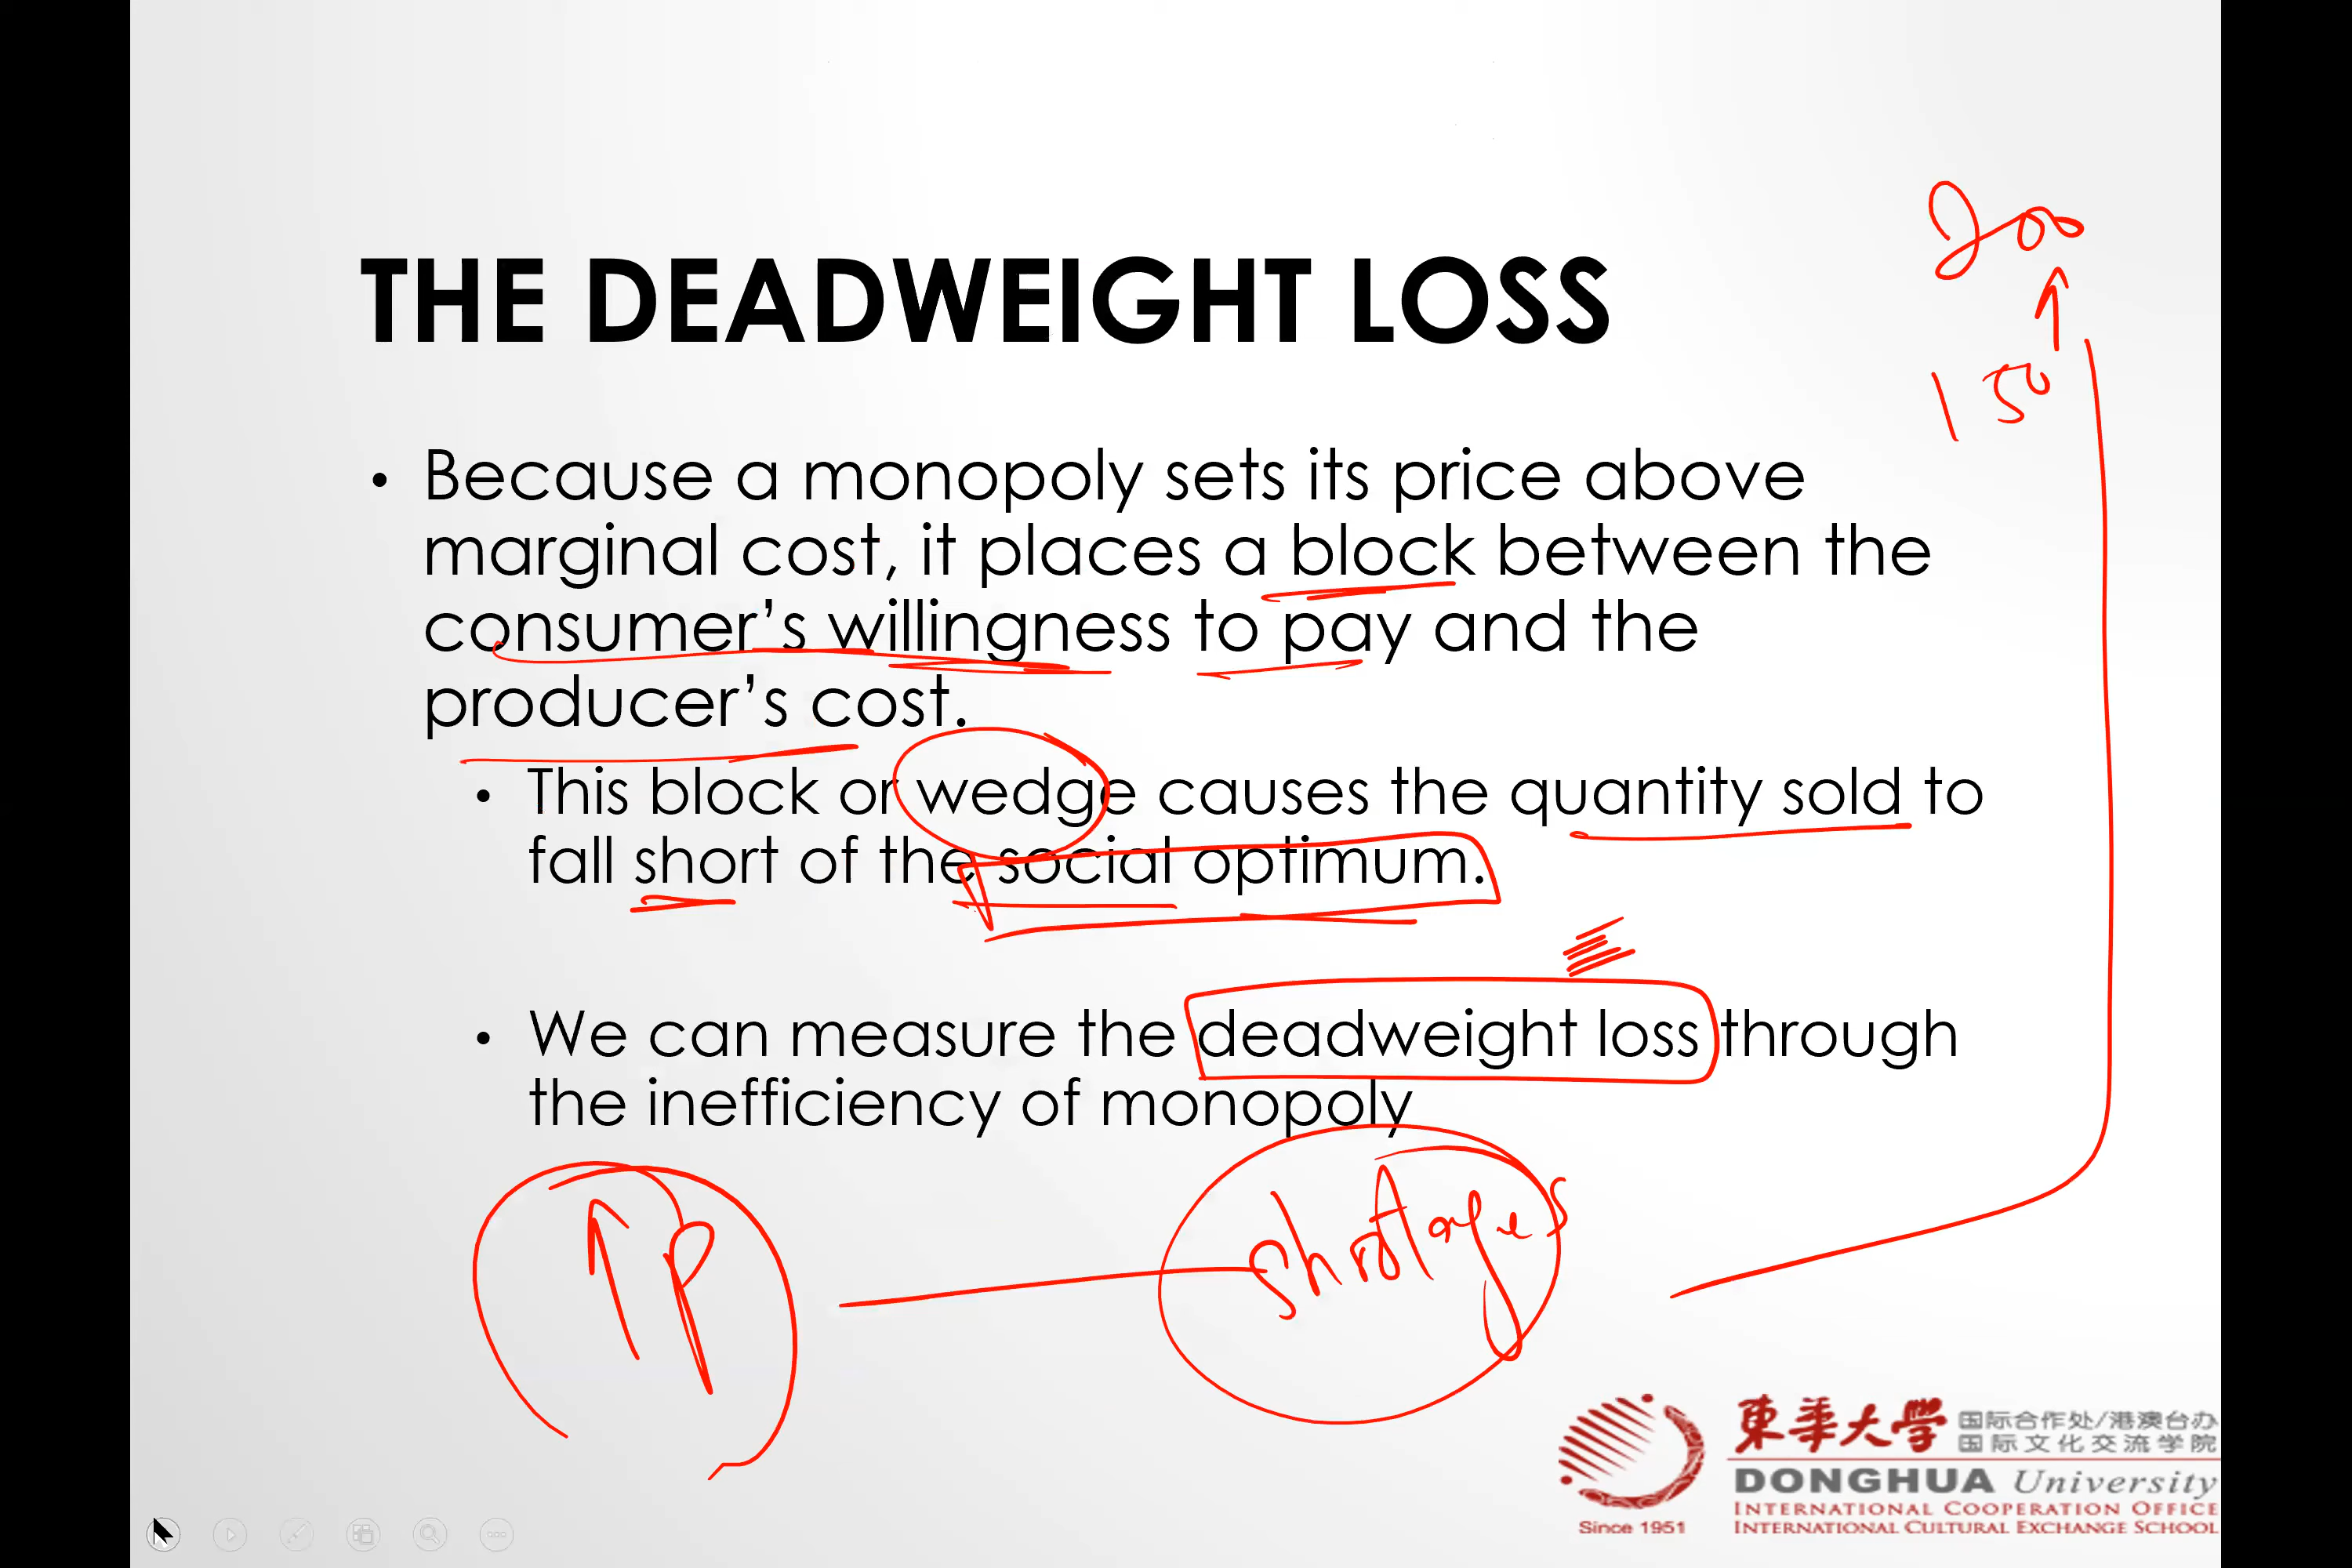 200
150
THE DEADWEIGHT LOSS
• Because a monopoly sets its price above
marginal cost, it places a block between the
consumer’s willingness to pay and the
producer’s cost.
• This block or wedge causes the quantity sold to
fall short of the social optimum.
• We can measure the deadweight loss through
the inefficiency of monopoly
↑ P
shortages
東華大學
国际合作处/港澳台办
国际文化交流学院
DONGHUA University
INTERNATIONAL COOPERATION OFFICE
INTERNATIONAL CULTURAL EXCHANGE SCHOOL
Since 1951